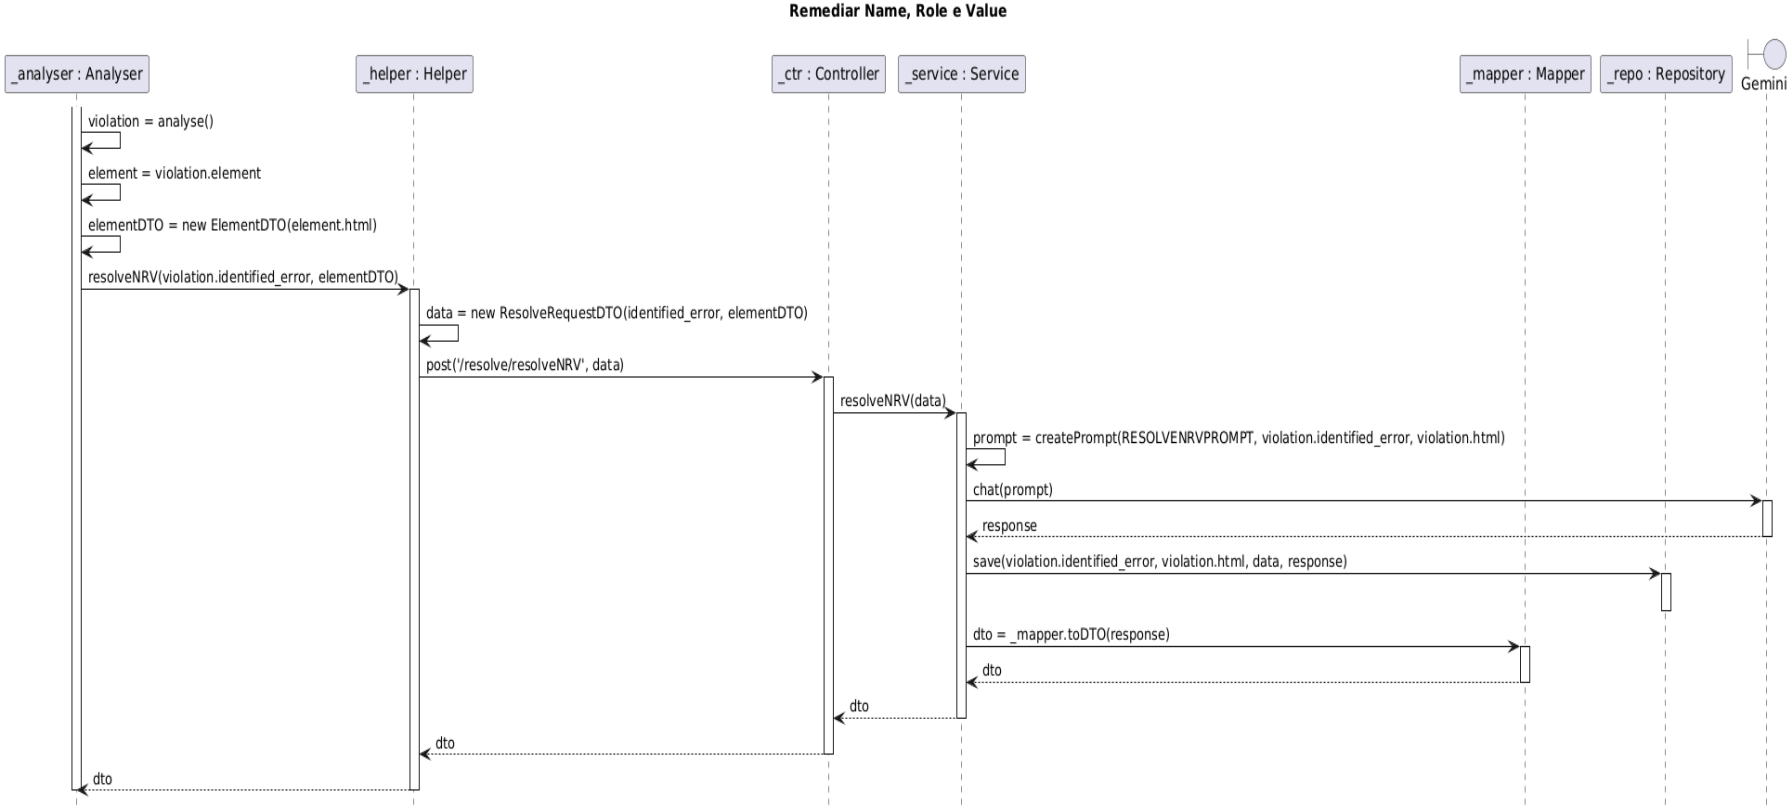 Remediar Name, Role e Value
_analyser : Analyser
_helper : Helper
_ctr : Controller
_service : Service
_mapper : Mapper
_repo : Repository
Gemini
violation = analyse()
element = violation.element
elementDTO = new ElementDTO(element.html)
resolveNRV(violation.identified_error, elementDTO)
data = new ResolveRequestDTO(identified_error, elementDTO)
post('/resolve/resolveNRV', data)
resolveNRV(data)
prompt = createPrompt(RESOLVENRVPROMPT, violation.identified_error, violation.html)
chat(prompt)
response
save(violation.identified_error, violation.html, data, response)
dto = _mapper.toDTO(response)
dto
dto
dto
dto